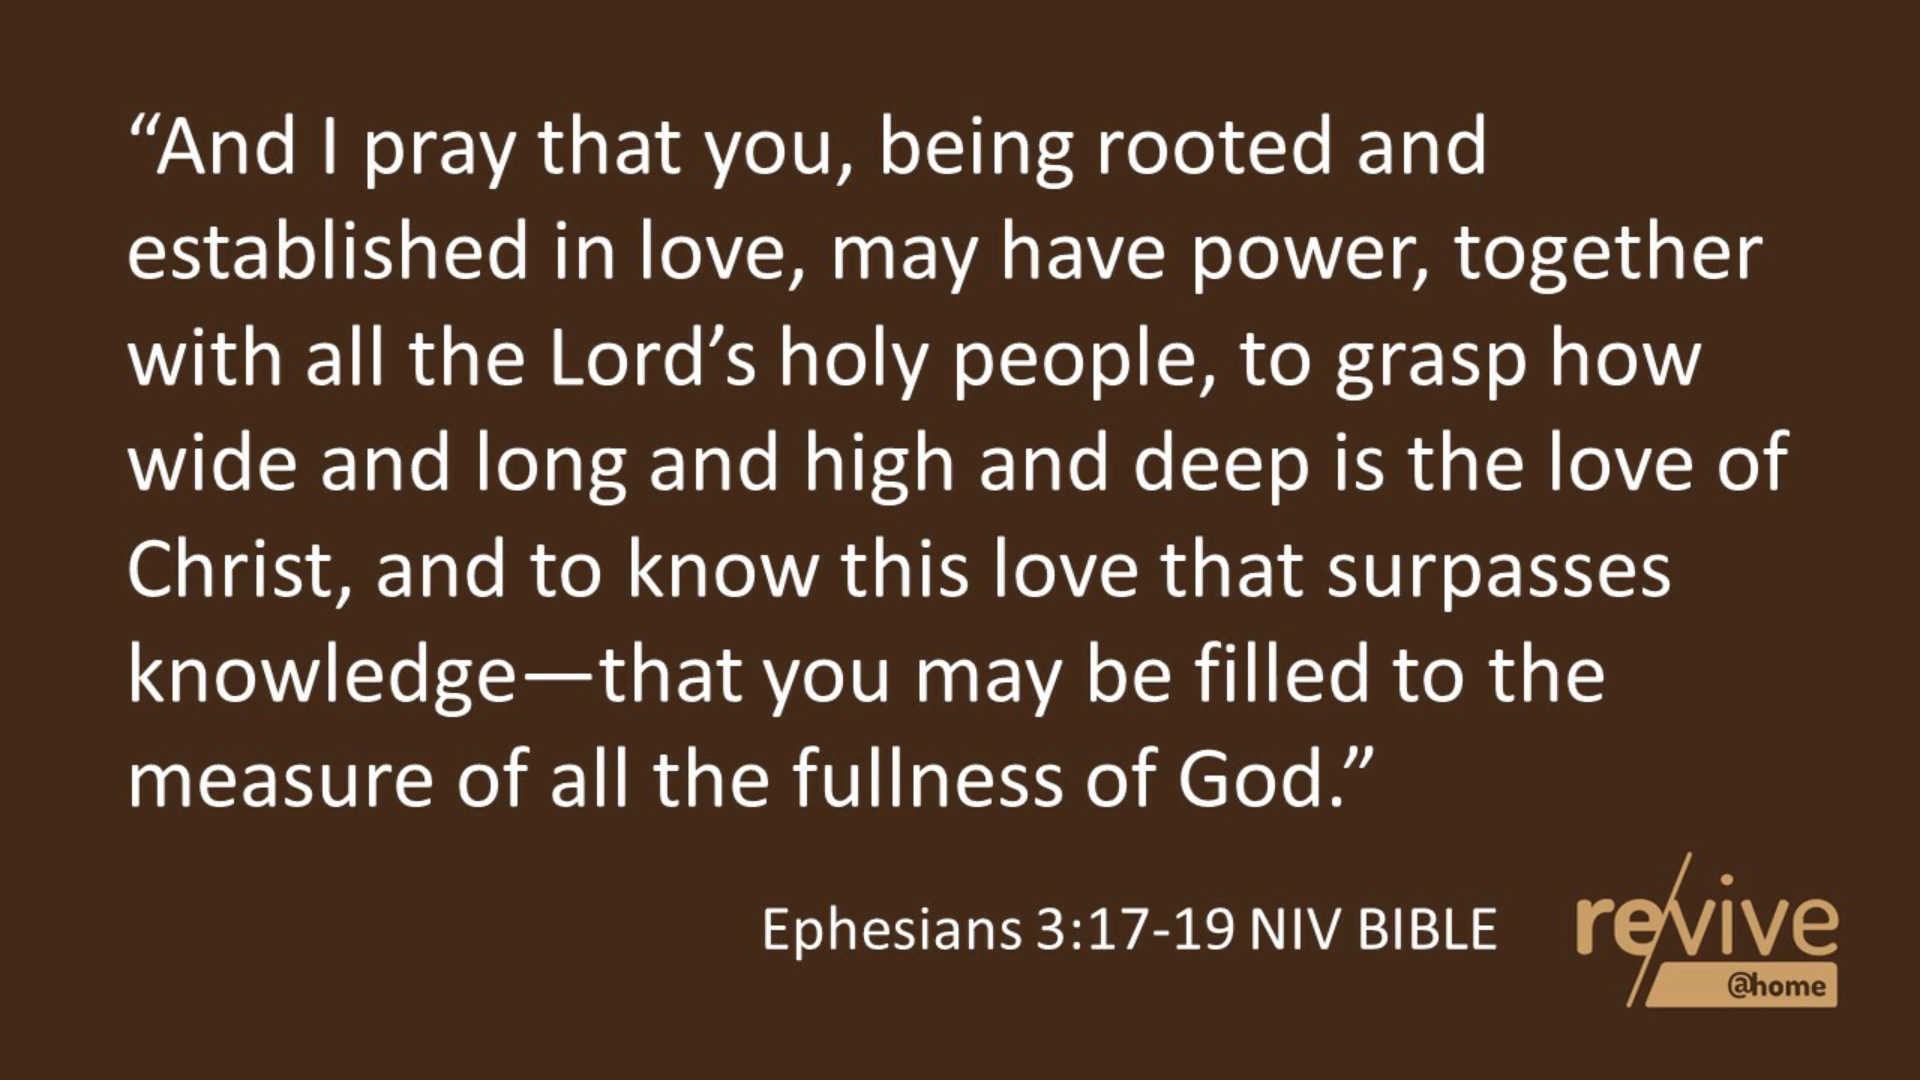 “And I pray that you, being rooted and
established in love, may have power, together
with all the Lord’s holy people, to grasp how
wide and long and high and deep is the love of
Christ, and to know this love that surpasses
knowledge—that you may be filled to the
measure of all the fullness of God.”
Ephesians 3:17-19 NIV BIBLE
re/vive
@home